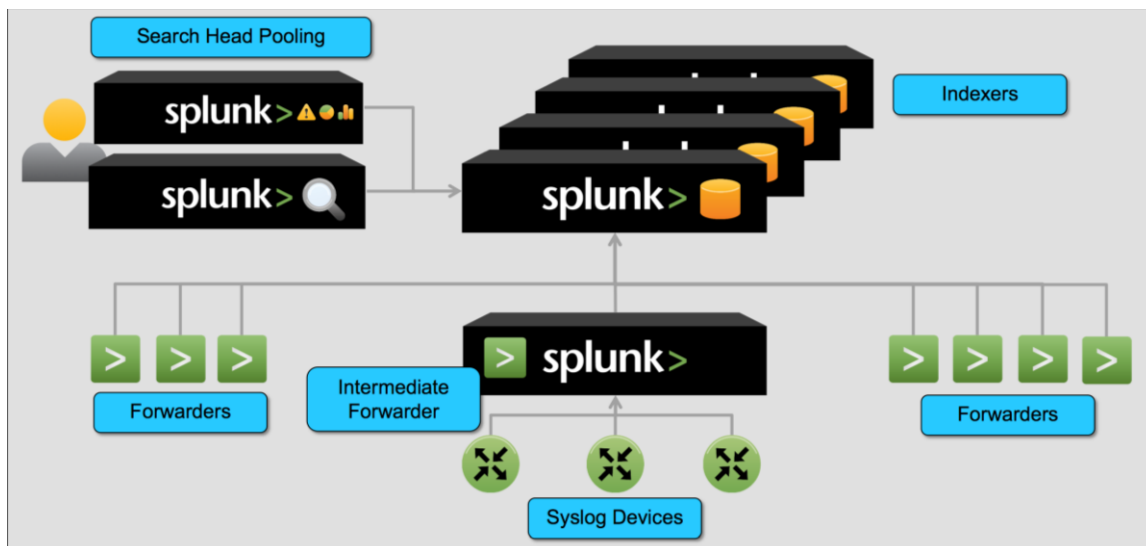 Search Head Pooling
splunk>
splunk>
Indexers
splunk>
splunk>
Intermediate
Forwarder
Forwarders
Forwarders
Syslog Devices